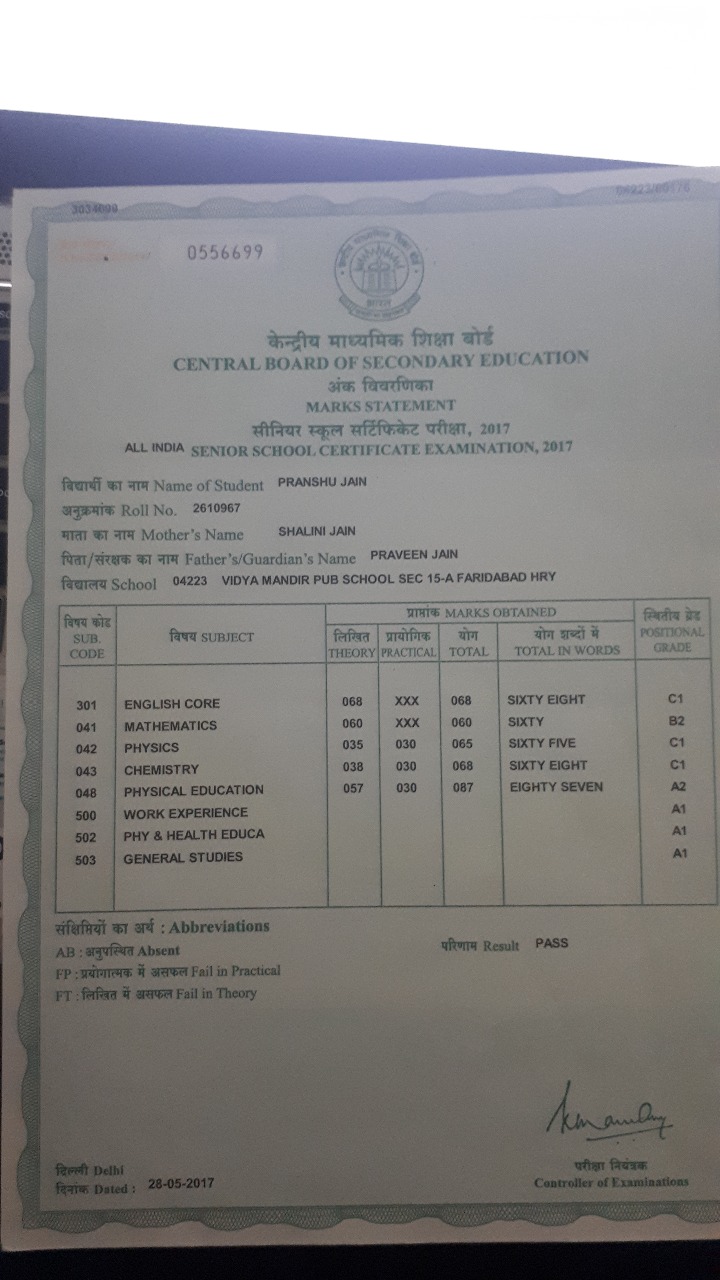 3034699 04223/89176
0556699
भारत
केन्द्रीय माध्यमिक शिक्षा बोर्ड
CENTRAL BOARD OF SECONDARY EDUCATION
अंक विवरणिका
MARKS STATEMENT
सीनियर स्कूल सर्टिफिकेट परीक्षा, 2017
ALL INDIA SENIOR SCHOOL CERTIFICATE EXAMINATION, 2017
विद्यार्थी का नाम Name of Student PRANSHU JAIN
अनुक्रमांक Roll No. 2610967
माता का नाम Mother's Name SHALINI JAIN
पिता/संरक्षक का नाम Father's/Guardian's Name PRAVEEN JAIN
विद्यालय School 04223 VIDYA MANDIR PUB SCHOOL SEC 15-A FARIDABAD HRY
विषय कोड SUB. CODE विषय SUBJECT प्राप्तांक MARKS OBTAINED स्थितीय ग्रेड POSITIONAL GRADE
लिखित THEORY प्रायोगिक PRACTICAL योग TOTAL योग शब्दों में TOTAL IN WORDS
301 ENGLISH CORE 068 XXX 068 SIXTY EIGHT C1
041 MATHEMATICS 060 XXX 060 SIXTY B2
042 PHYSICS 035 030 065 SIXTY FIVE C1
043 CHEMISTRY 038 030 068 SIXTY EIGHT C1
048 PHYSICAL EDUCATION 057 030 087 EIGHTY SEVEN A2
500 WORK EXPERIENCE A1
502 PHY & HEALTH EDUCA A1
503 GENERAL STUDIES A1
संक्षिप्तियों का अर्थ : Abbreviations
AB : अनुपस्थित Absent परिणाम Result PASS
FP : प्रयोगात्मक में असफल Fail in Practical
FT : लिखित में असफल Fail in Theory
दिल्ली Delhi परीक्षा नियंत्रक
दिनांक Dated : 28-05-2017 Controller of Examinations